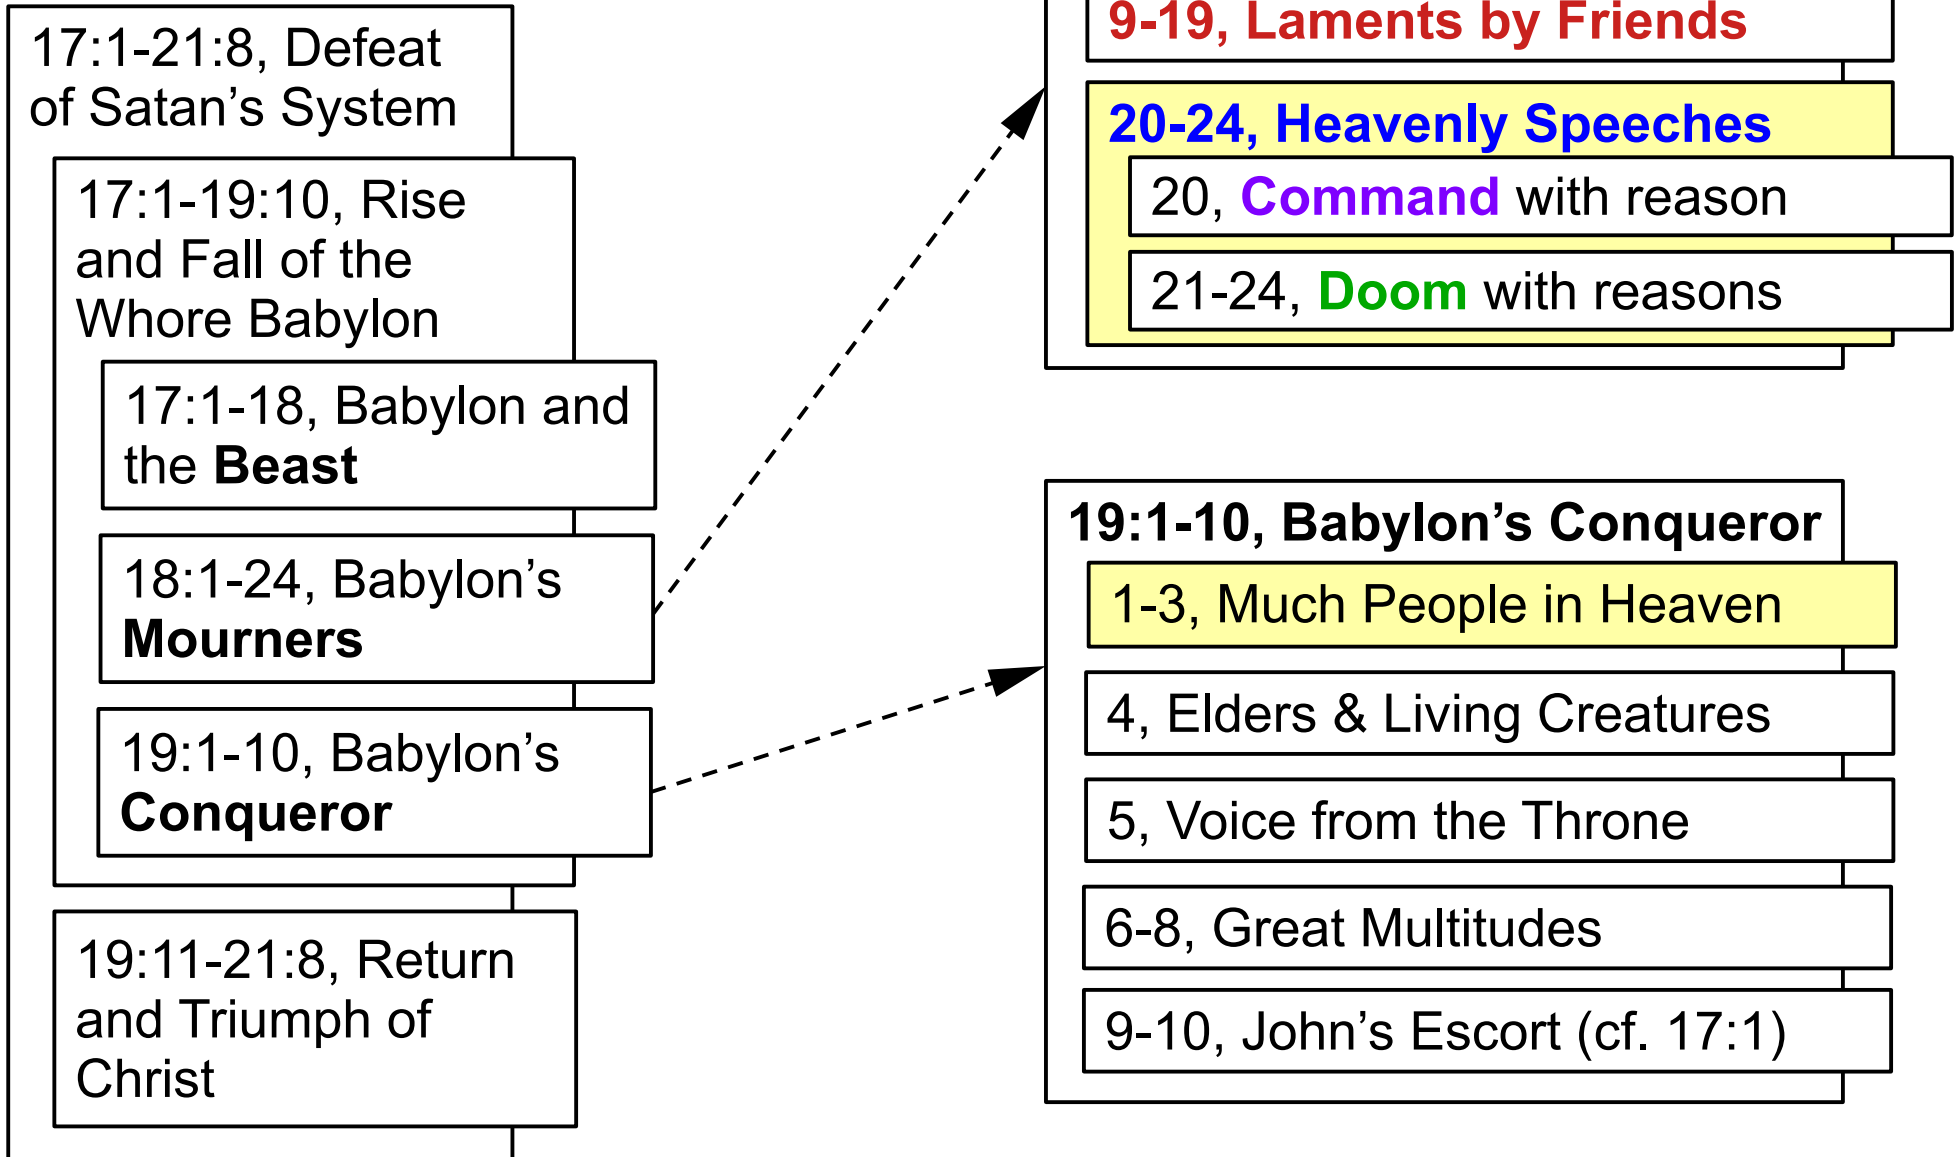 17:1-21:8, Defeat
of Satan’s System
17:1-19:10, Rise
and Fall of the
Whore Babylon
17:1-18, Babylon and
the Beast
18:1-24, Babylon’s
Mourners
19:1-10, Babylon’s
Conqueror
19:11-21:8, Return
and Triumph of
Christ
9-19, Laments by Friends
20-24, Heavenly Speeches
20, Command with reason
21-24, Doom with reasons
19:1-10, Babylon’s Conqueror
1-3, Much People in Heaven
4, Elders & Living Creatures
5, Voice from the Throne
6-8, Great Multitudes
9-10, John’s Escort (cf. 17:1)